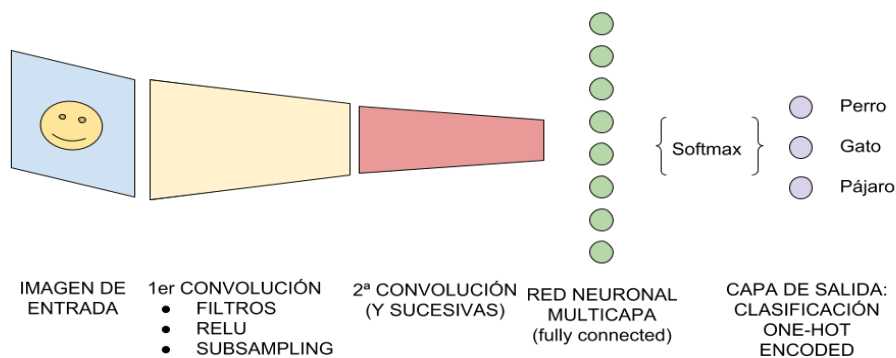 Perro
Softmax
Gato
Pájaro
IMAGEN DE
ENTRADA
1er CONVOLUCIÓN
● FILTROS
● RELU
● SUBSAMPLING
2ª CONVOLUCIÓN
(Y SUCESIVAS)
RED NEURONAL
MULTICAPA
(fully connected)
CAPA DE SALIDA:
CLASIFICACIÓN
ONE-HOT
ENCODED